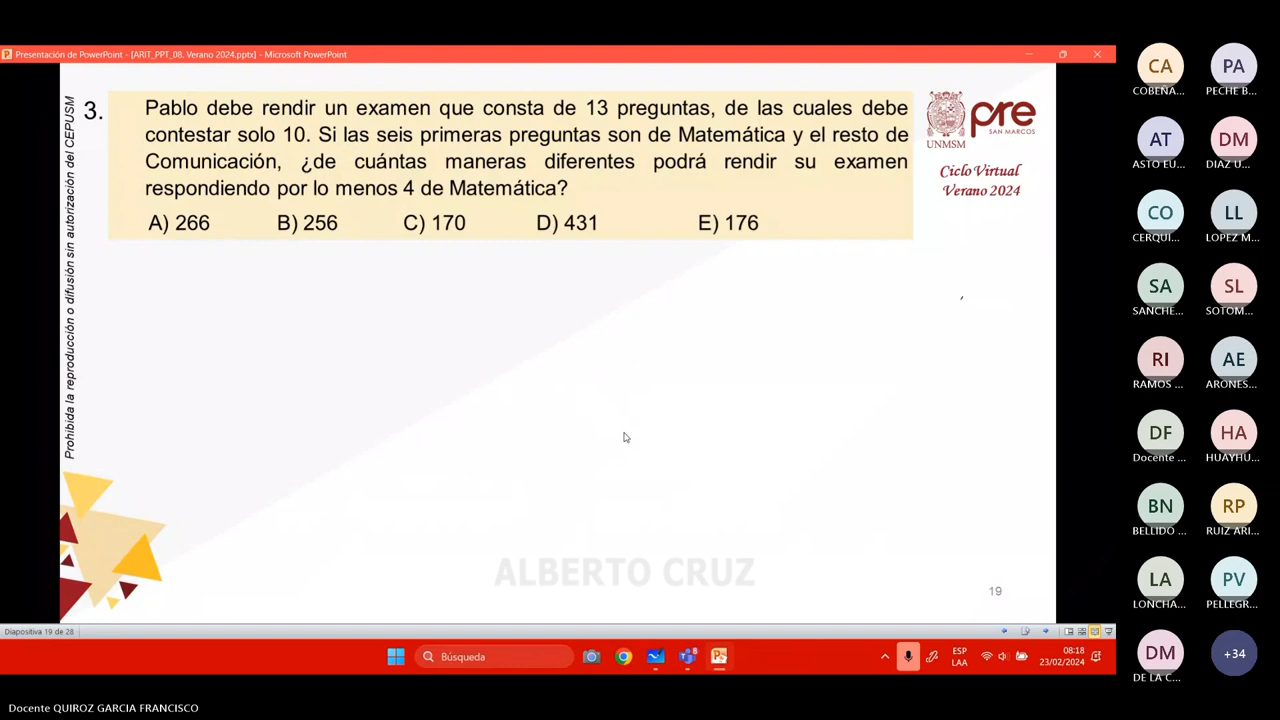 Presentación de PowerPoint - [ARIT_PPT_08. Verano 2024.pptx] - Microsoft PowerPoint
Prohibida la reproducción o difusión sin autorización del CEPUSM
3.
Pablo debe rendir un examen que consta de 13 preguntas, de las cuales debe
contestar solo 10. Si las seis primeras preguntas son de Matemática y el resto de
Comunicación, ¿de cuántas maneras diferentes podrá rendir su examen
respondiendo por lo menos 4 de Matemática?
A) 266 B) 256 C) 170 D) 431 E) 176
UNMSM
pre
SAN MARCOS
Ciclo Virtual
Verano 2024
ALBERTO CRUZ
19
Diapositiva 19 de 28
Búsqueda
8
ESP
LAA
08:18
23/02/2024
Docente QUIROZ GARCIA FRANCISCO
CA PA
COBEÑA... PECHE B...
AT DM
ASTO EU... DIAZ U...
CO LL
CERQUI... LOPEZ M...
SA SL
SANCHE... SOTOM...
RI AE
RAMOS ... ARONES...
DF HA
Docente ... HUAYHU...
BN RP
BELLIDO ... RUIZ ARI...
LA PV
LONCHA... PELLEGR...
DM +34
DE LA C...